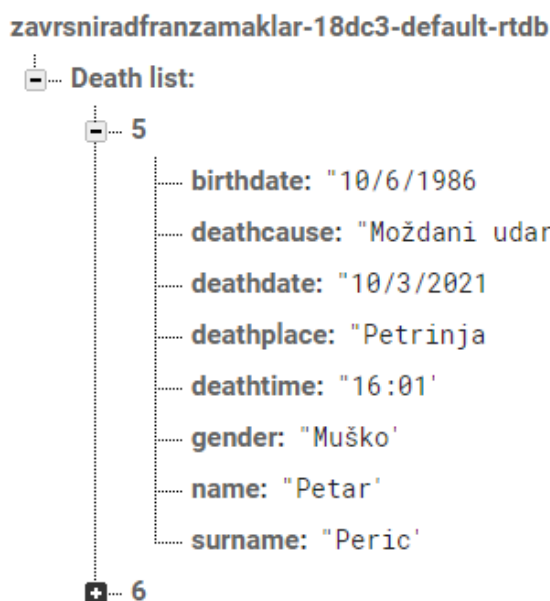 zavrsniradfranzamaklar-18dc3-default-rtdb
Death list:
5
birthdate: "10/6/1986
deathcause: "Moždani udar
deathdate: "10/3/2021
deathplace: "Petrinja
deathtime: "16:01'
gender: "Muško'
name: "Petar'
surname: "Peric'
6